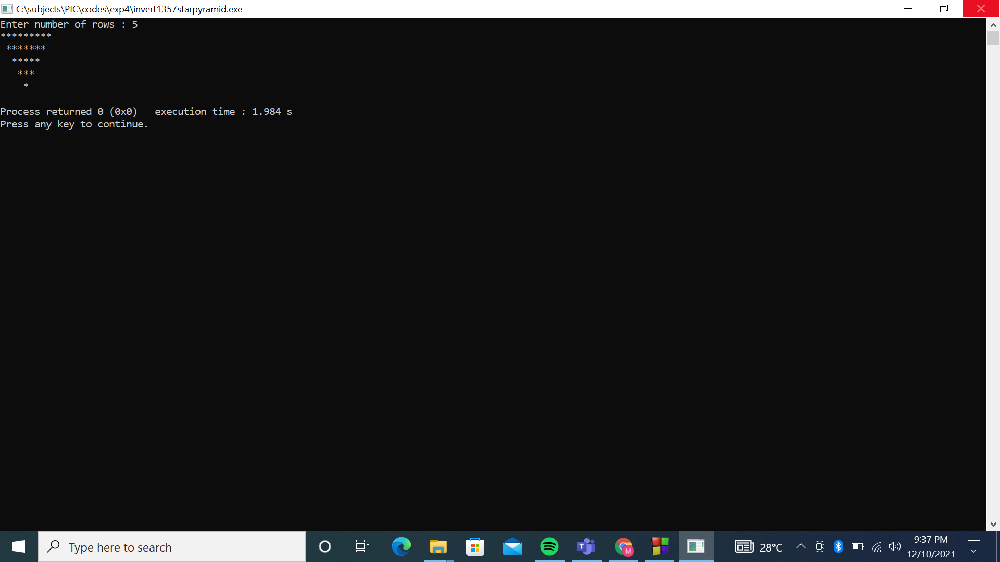 C:\subjects\PIC\codes\exp4\invert1357starpyramid.exe
Enter number of rows : 5
*********
 *******
  *****
   ***
    *
Process returned 0 (0x0)   execution time : 1.984 s
Press any key to continue.
Type here to search
T
M
28°C
9:37 PM
12/10/2021